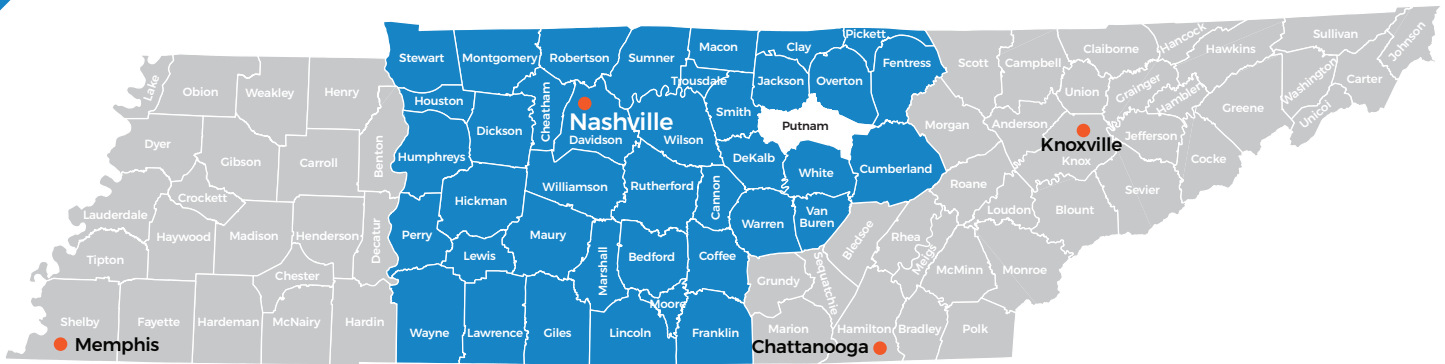 Lake
Obion
Weakley
Henry
Dyer
Gibson
Carroll
Benton
Lauderdale
Crockett
Haywood
Madison
Henderson
Decatur
Tipton
Chester
Shelby
Fayette
Hardeman
McNairy
Hardin
Memphis
Stewart
Montgomery
Robertson
Sumner
Macon
Clay
Pickett
Fentress
Trousdale
Jackson
Overton
Houston
Dickson
Cheatham
Nashville
Davidson
Wilson
Smith
Putnam
Humphreys
DeKalb
White
Cumberland
Hickman
Williamson
Rutherford
Cannon
Warren
Van
Buren
Perry
Lewis
Maury
Marshall
Bedford
Coffee
Moore
Wayne
Lawrence
Giles
Lincoln
Franklin
Scott
Campbell
Claiborne
Hancock
Hawkins
Sullivan
Johnson
Union
Grainger
Hamblen
Washington
Carter
Unicoi
Greene
Morgan
Anderson
Knoxville
Knox
Jefferson
Cocke
Roane
Loudon
Blount
Sevier
Bledsoe
Rhea
Meigs
McMinn
Monroe
Grundy
Sequatchie
Marion
Hamilton
Bradley
Polk
Chattanooga